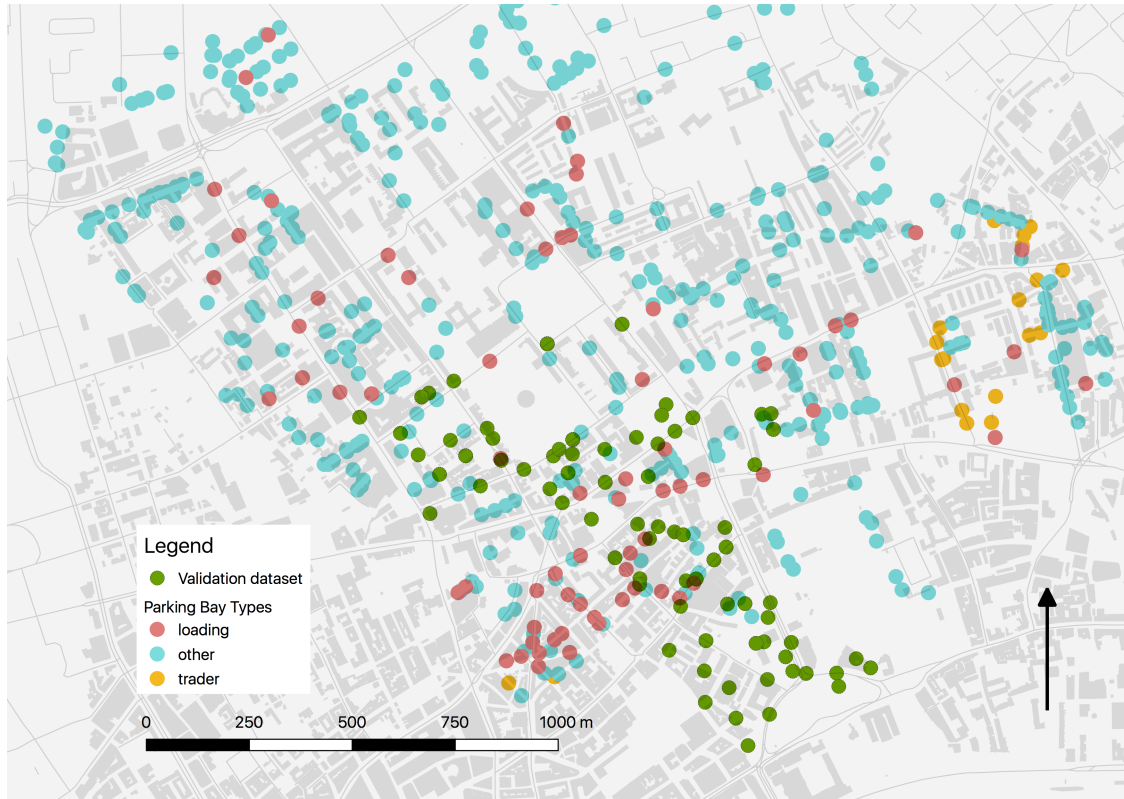 Legend
Validation dataset
Parking Bay Types
loading
other
trader
0 250 500 750 1000 m